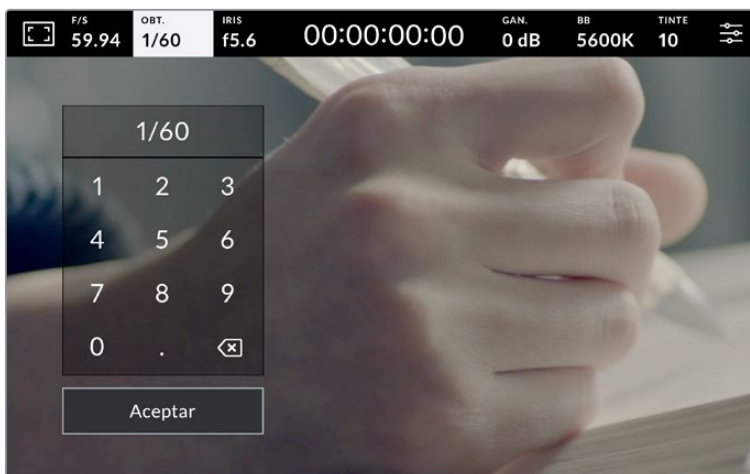 F/S OBT. IRIS GAN. BB TINTE
59.94 1/60 f5.6 00:00:00:00 0 dB 5600K 10
1/60
1 2 3
4 5 6
7 8 9
0 .
Aceptar